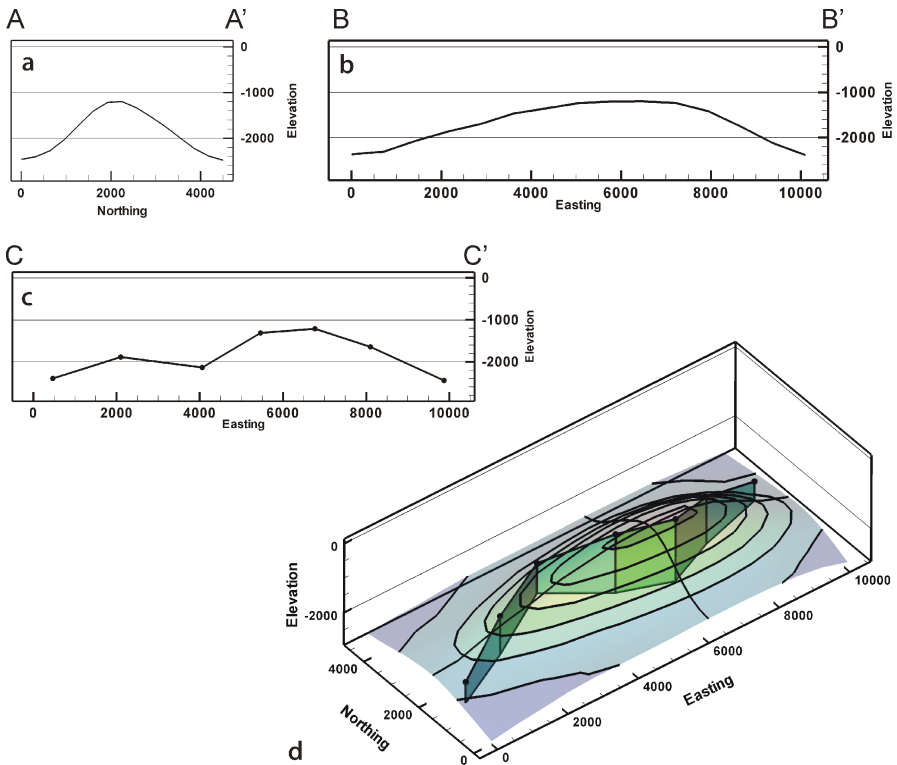 A A’ B B’
a 0 b 0
-1000 -1000
-2000 -2000
Elevation Elevation
0 2000 4000 0 2000 4000 6000 8000 10000
Northing Easting
C C’
c 0
-1000
-2000
Elevation
0 2000 4000 6000 8000 10000
Easting
0
-2000
Elevation
4000
2000
0
Northing
0
2000
4000
6000
8000
10000
Easting
d